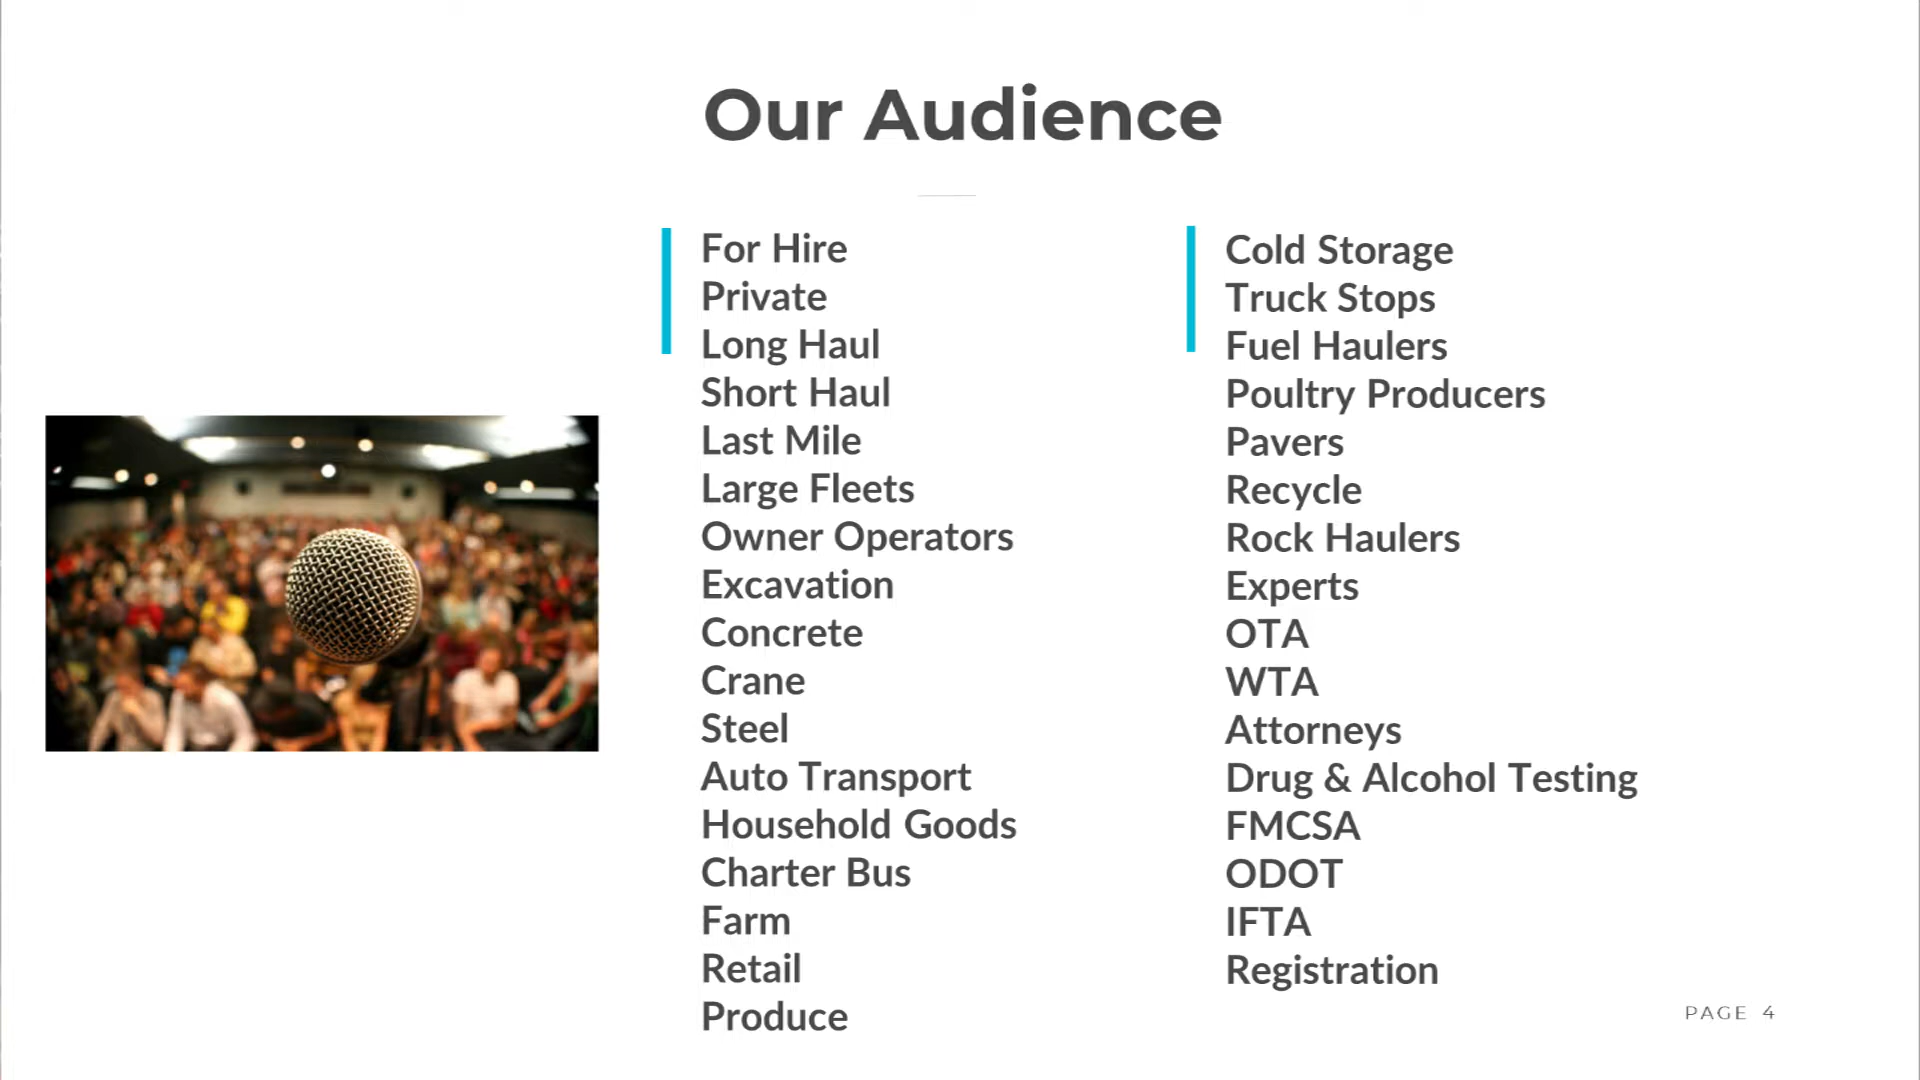 Our Audience
For Hire
Private
Long Haul
Short Haul
Last Mile
Large Fleets
Owner Operators
Excavation
Concrete
Crane
Steel
Auto Transport
Household Goods
Charter Bus
Farm
Retail
Produce
Cold Storage
Truck Stops
Fuel Haulers
Poultry Producers
Pavers
Recycle
Rock Haulers
Experts
OTA
WTA
Attorneys
Drug & Alcohol Testing
FMCSA
ODOT
IFTA
Registration
PAGE 4